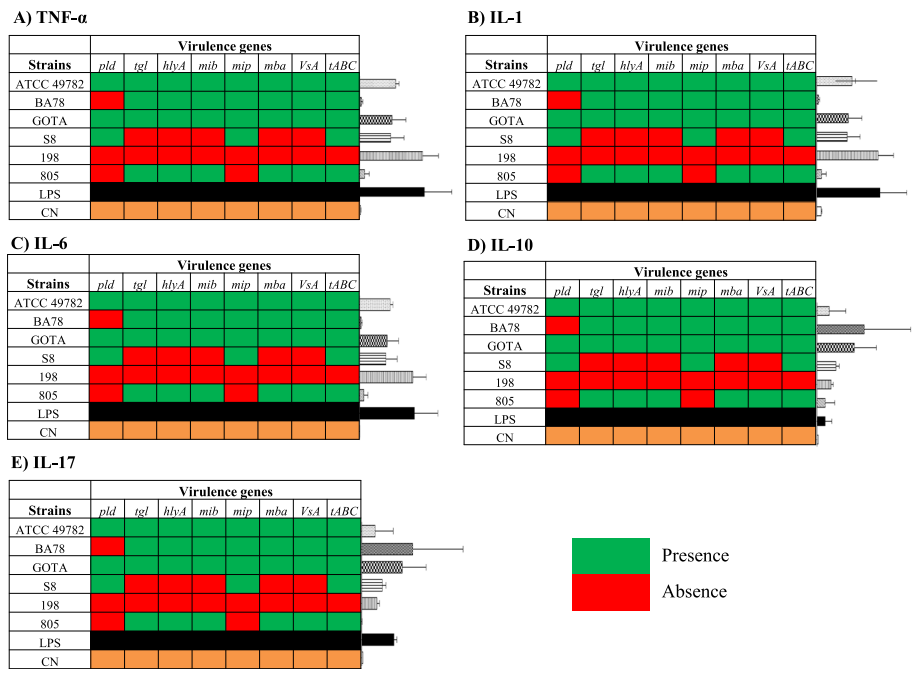 A) TNF-α
Virulence genes
Strains pld tgl hlyA mib mip mba VsA tABC
ATCC 49782
BA78
GOTA
S8
198
805
LPS
CN
B) IL-1
Virulence genes
Strains pld tgl hlyA mib mip mba VsA tABC
ATCC 49782
BA78
GOTA
S8
198
805
LPS
CN
C) IL-6
Virulence genes
Strains pld tgl hlyA mib mip mba VsA tABC
ATCC 49782
BA78
GOTA
S8
198
805
LPS
CN
D) IL-10
Virulence genes
Strains pld tgl hlyA mib mip mba VsA tABC
ATCC 49782
BA78
GOTA
S8
198
805
LPS
CN
E) IL-17
Virulence genes
Strains pld tgl hlyA mib mip mba VsA tABC
ATCC 49782
BA78
GOTA
S8
198
805
LPS
CN
Presence
Absence